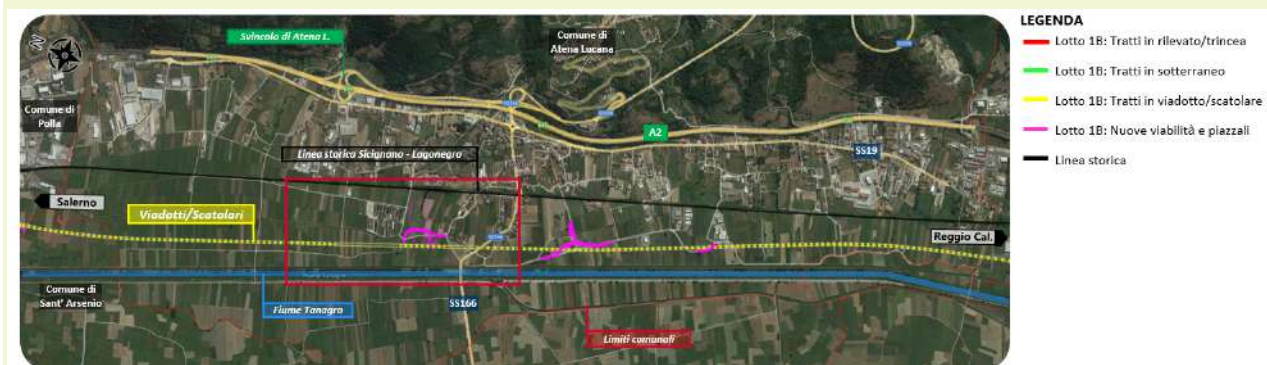 Svincolo di Atena L.
Comune di
Atena Lucana
Comune di
Polla
A2
SS19
Linea storica Sicignano - Lagonegro
Salerno
Viadotti/Scatolari
Reggio Cal.
Comune di
Sant' Arsenio
Fiume Tanagro
SS166
Limiti comunali
LEGENDA
Lotto 1B: Tratti in rilevato/trincea
Lotto 1B: Tratti in sotterraneo
Lotto 1B: Tratti in viadotto/scatolare
Lotto 1B: Nuove viabilità e piazzali
Linea storica